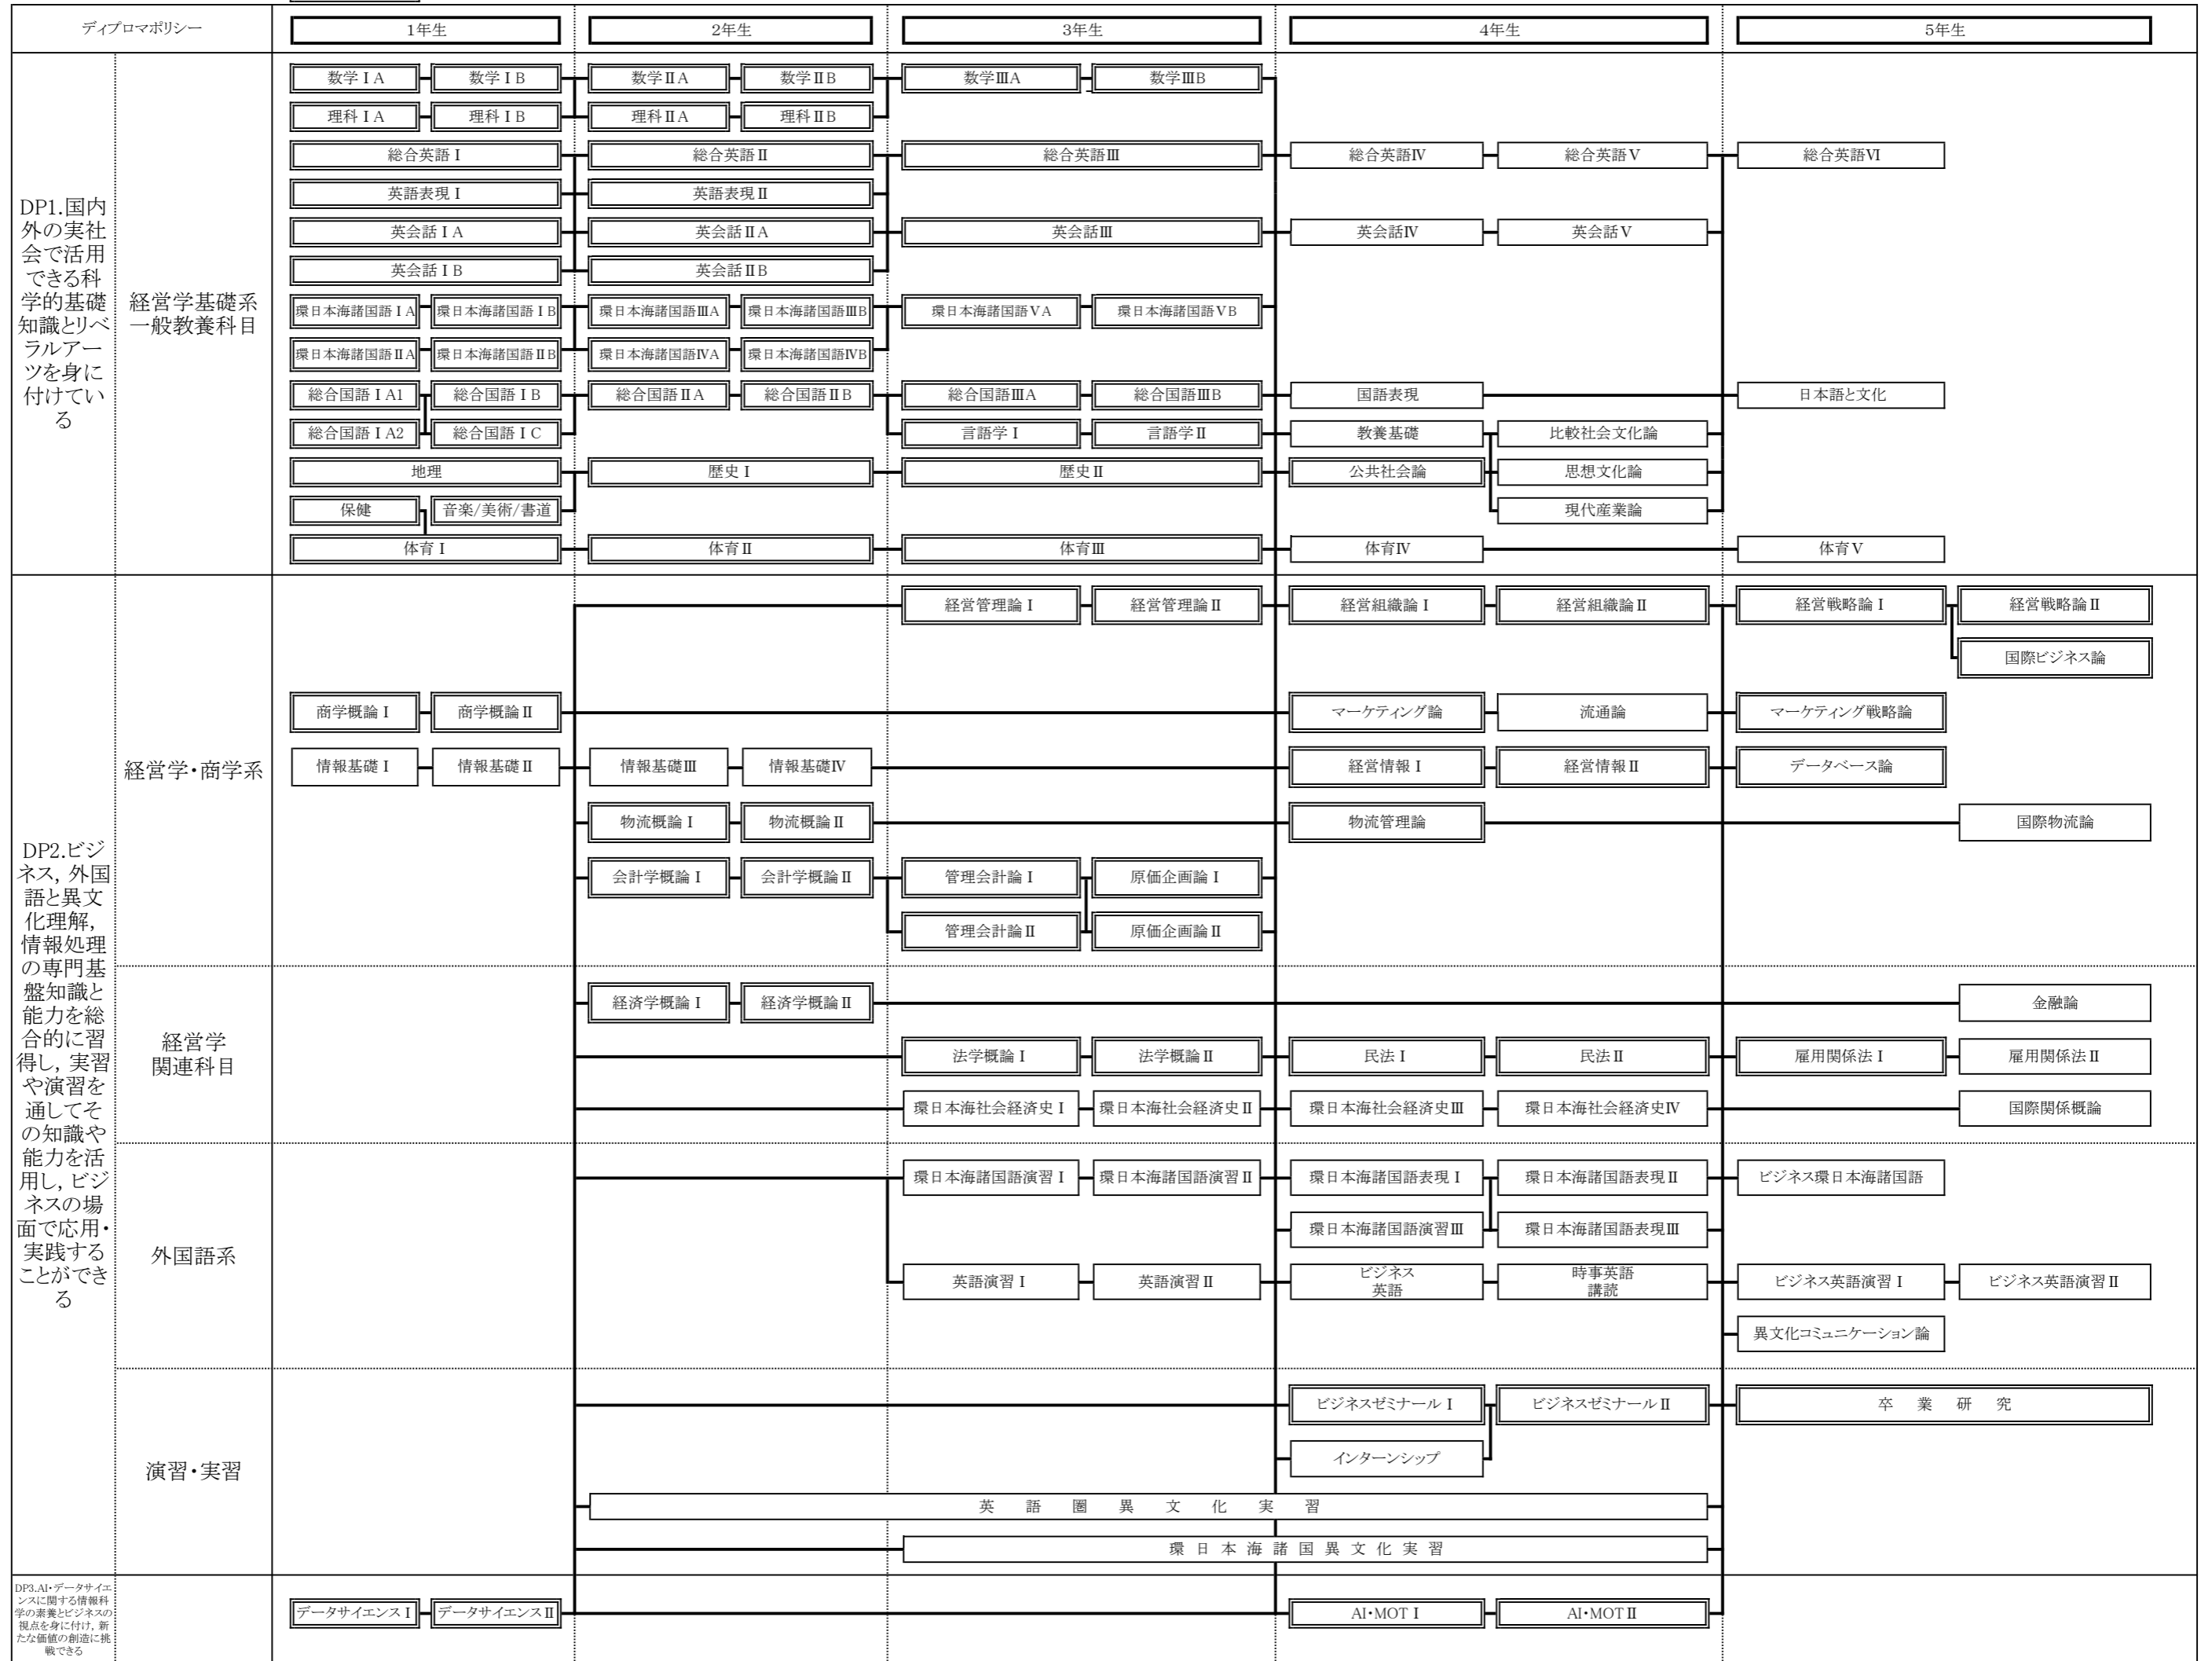 ディプロマポリシー
1年生
2年生
3年生
4年生
5年生
DP1.国内
外の実社
会で活用
できる科
学的基礎
知識とリベ
ラルアー
ツを身に
付けてい
る
経営学基礎系
一般教養科目
数学ⅠA 数学ⅠB 数学ⅡA 数学ⅡB 数学ⅢA 数学ⅢB
理科ⅠA 理科ⅠB 理科ⅡA 理科ⅡB
総合英語Ⅰ 総合英語Ⅱ 総合英語Ⅲ 総合英語Ⅳ 総合英語Ⅴ 総合英語Ⅵ
英語表現Ⅰ 英語表現Ⅱ
英会話ⅠA 英会話ⅡA 英会話Ⅲ 英会話Ⅳ 英会話Ⅴ
英会話ⅠB 英会話ⅡB
環日本海諸国語ⅠA 環日本海諸国語ⅠB 環日本海諸国語ⅢA 環日本海諸国語ⅢB 環日本海諸国語ⅤA 環日本海諸国語ⅤB
環日本海諸国語ⅡA 環日本海諸国語ⅡB 環日本海諸国語ⅣA 環日本海諸国語ⅣB
総合国語ⅠA1 総合国語ⅠB 総合国語ⅡA 総合国語ⅡB 総合国語ⅢA 総合国語ⅢB 国語表現 日本語と文化
総合国語ⅠA2 総合国語ⅠC 言語学Ⅰ 言語学Ⅱ 教養基礎 比較社会文化論
地理 歴史Ⅰ 歴史Ⅱ 公共社会論 思想文化論
保健 音楽/美術/書道 現代産業論
体育Ⅰ 体育Ⅱ 体育Ⅲ 体育Ⅳ 体育Ⅴ
DP2.ビジ
ネス，外国
語と異文
化理解，
情報処理
の専門基
盤知識と
能力を総
合的に習
得し，実習
や演習を
通してそ
の知識や
能力を活
用し，ビジ
ネスの場
面で応用・
実践する
ことができ
る
経営学・商学系
経営管理論Ⅰ 経営管理論Ⅱ 経営組織論Ⅰ 経営組織論Ⅱ 経営戦略論Ⅰ 経営戦略論Ⅱ
国際ビジネス論
商学概論Ⅰ 商学概論Ⅱ マーケティング論 流通論 マーケティング戦略論
情報基礎Ⅰ 情報基礎Ⅱ 情報基礎Ⅲ 情報基礎Ⅳ 経営情報Ⅰ 経営情報Ⅱ データベース論
物流概論Ⅰ 物流概論Ⅱ 物流管理論 国際物流論
会計学概論Ⅰ 会計学概論Ⅱ 管理会計論Ⅰ 原価企画論Ⅰ
管理会計論Ⅱ 原価企画論Ⅱ
経営学
関連科目
経済学概論Ⅰ 経済学概論Ⅱ 金融論
法学概論Ⅰ 法学概論Ⅱ 民法Ⅰ 民法Ⅱ 雇用関係法Ⅰ 雇用関係法Ⅱ
環日本海社会経済史Ⅰ 環日本海社会経済史Ⅱ 環日本海社会経済史Ⅲ 環日本海社会経済史Ⅳ 国際関係概論
外国語系
環日本海諸国語演習Ⅰ 環日本海諸国語演習Ⅱ 環日本海諸国語表現Ⅰ 環日本海諸国語表現Ⅱ ビジネス環日本海諸国語
環日本海諸国語演習Ⅲ 環日本海諸国語表現Ⅲ
英語演習Ⅰ 英語演習Ⅱ
ビジネス
英語
時事英語
講読
ビジネス英語演習Ⅰ ビジネス英語演習Ⅱ
異文化コミュニケーション論
演習・実習
ビジネスゼミナールⅠ ビジネスゼミナールⅡ 卒業研究
インターンシップ
英語圏異文化実習
環日本海諸国異文化実習
DP3.AI・データサイエ
ンスに関する情報科
学の素養とビジネスの
視点を身に付け，新
たな価値の創造に挑
戦できる
データサイエンスⅠ データサイエンスⅡ AI・MOTⅠ AI・MOTⅡ